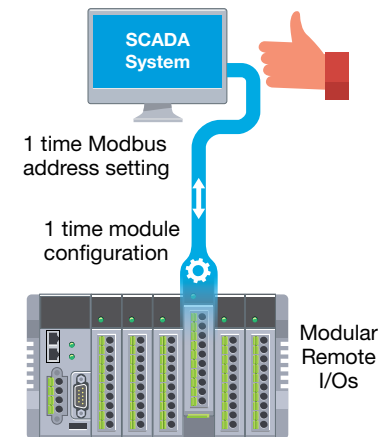 SCADA
System
1 time Modbus
address setting
1 time module
configuration
Modular
Remote
I/Os